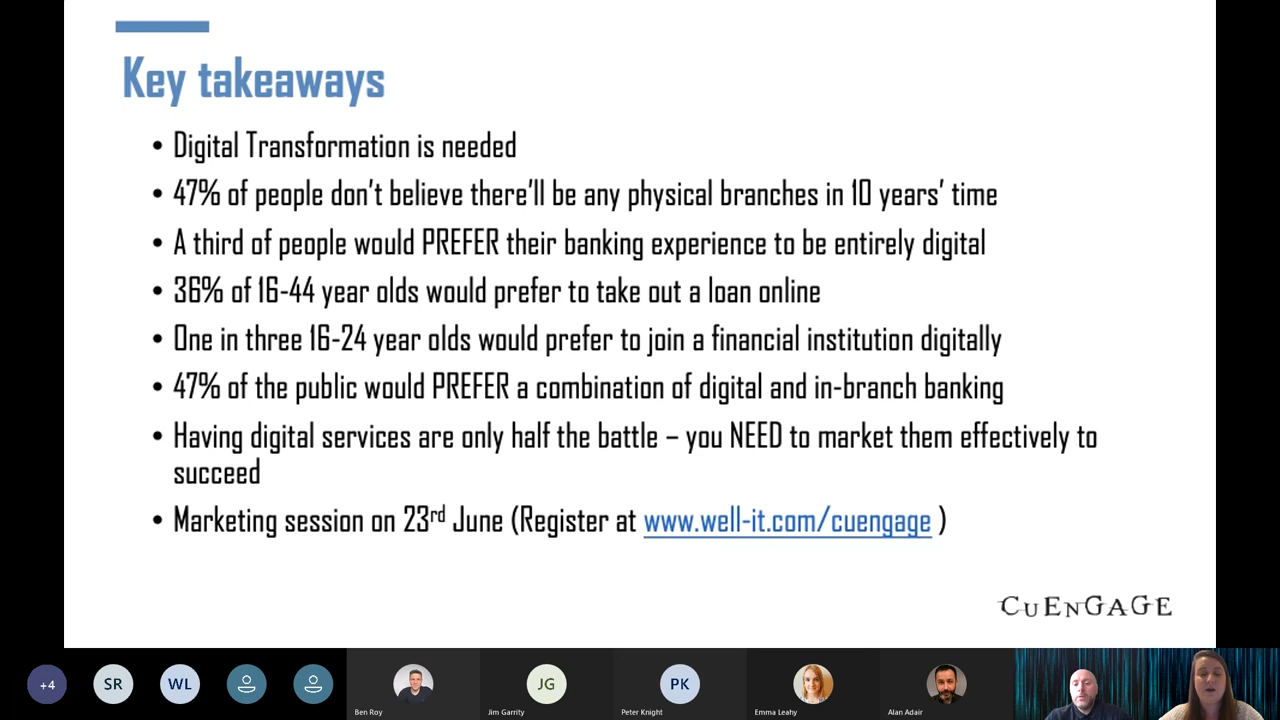 Key takeaways
• Digital Transformation is needed
• 47% of people don't believe there'll be any physical branches in 10 years' time
• A third of people would PREFER their banking experience to be entirely digital
• 36% of 16-44 year olds would prefer to take out a loan online
• One in three 16-24 year olds would prefer to join a financial institution digitally
• 47% of the public would PREFER a combination of digital and in-branch banking
• Having digital services are only half the battle – you NEED to market them effectively to
succeed
• Marketing session on 23rd June (Register at www.well-it.com/cuengage )
CUENGAGE
+4
SR
WL
JG
PK
Ben Roy
Jim Garrity
Peter Knight
Emma Leahy
Alan Adair